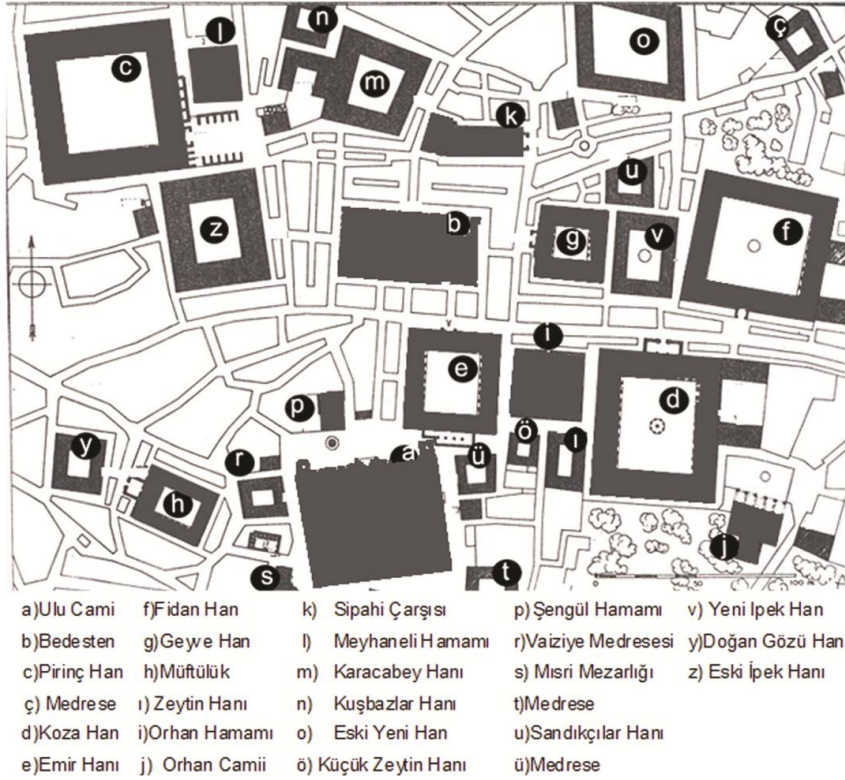 l
n
o
ç
c
m
k
u
z
b
g
v
f
i
e
d
p
ö
ı
y
r
a
ü
h
j
s
t
a)Ulu Cami f)Fidan Han k) Sipahi Çarşısı p)Şengül Hamamı v) Yeni Ipek Han
b)Bedesten g)Geyve Han l) Meyhaneli Hamamı r)Vaiziye Medresesi y)Doğan Gözü Han
c)Pirinç Han h)Müftülük m) Karacabey Hanı s) Mısri Mezarlığı z) Eski İpek Hanı
ç) Medrese ı)Zeytin Hanı n) Kuşbazlar Hanı t)Medrese
d)Koza Han i)Orhan Hamamı o) Eski Yeni Han u)Sandıkçılar Hanı
e)Emir Hanı j) Orhan Camii ö) Küçük Zeytin Hanı ü)Medrese